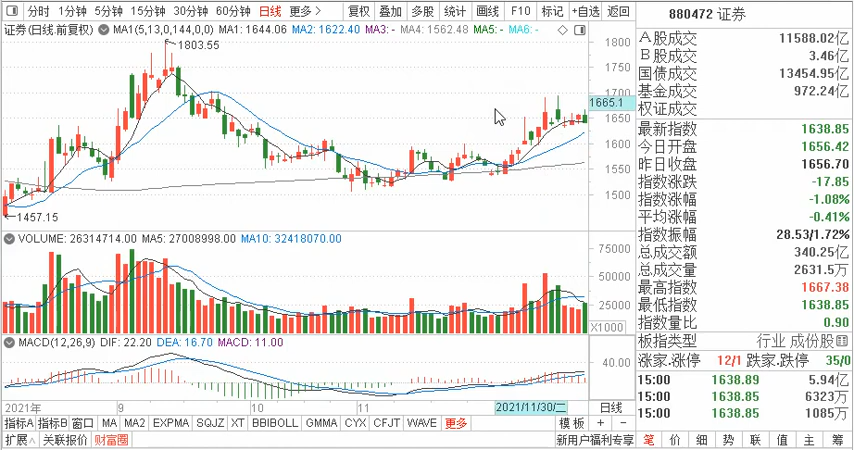 分时 1分钟 5分钟 15分钟 30分钟 60分钟 日线 更多 复权 叠加 多股 统计 画线 F10 标记 +自选 返回
880472 证券
证券(日线.前复权) MA1(5,13,0,144,0,0) MA1: 1644.06 MA2: 1622.40 MA3: - MA4: 1562.48 MA5: - MA6: -
1803.55
1800
1750
1700
1665.1
1650
1600
1550
1500
1457.15
VOLUME: 26314714.00 MA5: 27008998.00 MA10: 32418070.00
75000
50000
25000
X1000
MACD(12,26,9) DIF: 22.20 DEA: 16.70 MACD: 11.00
40.00
2021年 9 10 11 2021/11/30/二 日线
指标A 指标B 窗口 MA MA2 EXPMA SQJZ XT BBIBOLL GMMA CYX CFJT WAVE 更多 模板 + −
扩展∧ 关联报价 财富圈 新用户福利专享
A股成交 11588.02亿
B股成交 3.46亿
国债成交 13454.95亿
基金成交 972.24亿
权证成交
最新指数 1638.85
今日开盘 1656.42
昨日收盘 1656.70
指数涨跌 -17.85
指数涨幅 -1.08%
平均涨幅 -0.41%
指数振幅 28.53/1.72%
总成交额 340.25亿
总成交量 2631.5万
最高指数 1667.38
最低指数 1638.85
指数量比 0.90
板指类型 行业 成份股
涨家.涨停 12/1 跌家.跌停 35/0
15:00 1638.89 5.94亿
15:00 1638.85 6323万
15:00 1638.85 1085万
笔 价 细 势 联 值 主 筹